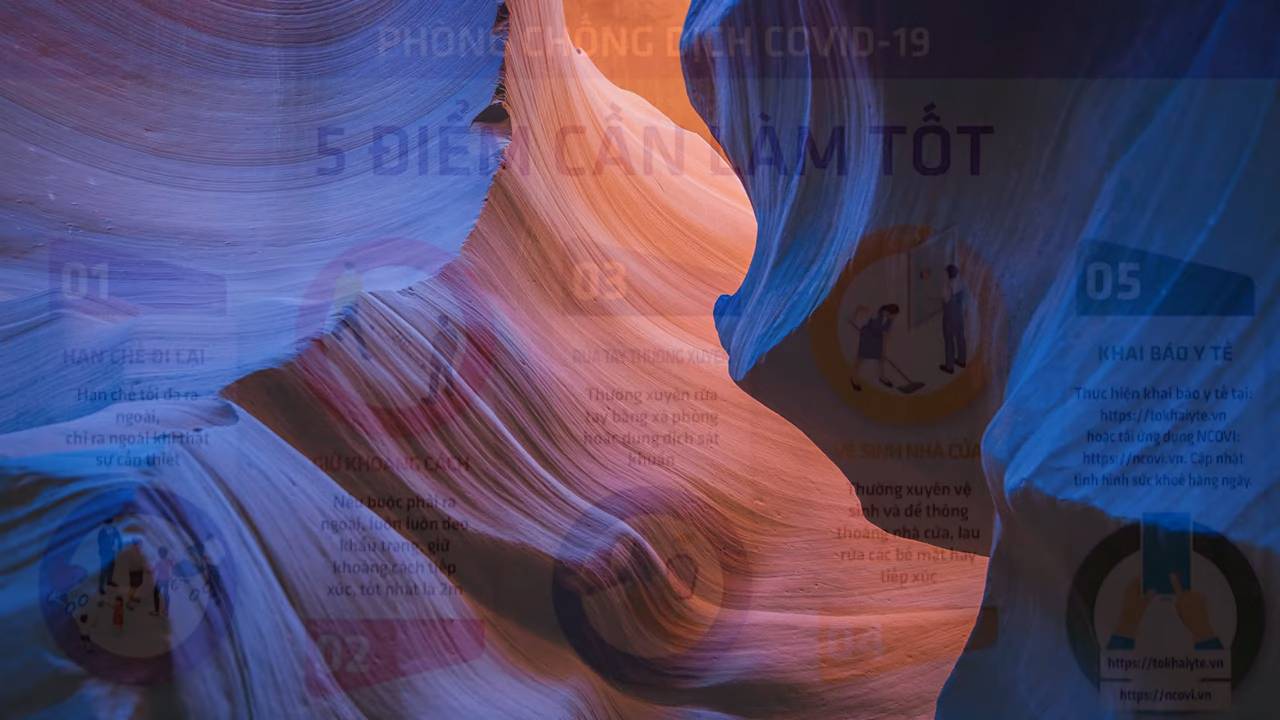 PHÒNG CHỐNG DỊCH COVID-19
5 ĐIỂM CẦN LÀM TỐT
01
HẠN CHẾ ĐI LẠI
Hạn chế tối đa ra
ngoài,
chỉ ra ngoài khi thật
sự cần thiết
GIỮ KHOẢNG CÁCH
Nếu buộc phải ra
ngoài, luôn luôn đeo
khẩu trang, giữ
khoảng cách tiếp
xúc, tốt nhất là 2m
02
03
RỬA TAY THƯỜNG XUYÊN
Thường xuyên rửa
tay bằng xà phòng
hoặc dung dịch sát
khuẩn
VỆ SINH NHÀ CỬA
Thường xuyên vệ
sinh và để thông
thoáng nhà cửa, lau
rửa các bề mặt hay
tiếp xúc
04
05
KHAI BÁO Y TẾ
Thực hiện khai báo y tế tại:
https://tokhaiyte.vn
hoặc tải ứng dụng NCOVI:
https://ncovi.vn. Cập nhật
tình hình sức khoẻ hàng ngày.
https://tokhaiyte.vn
https://ncovi.vn